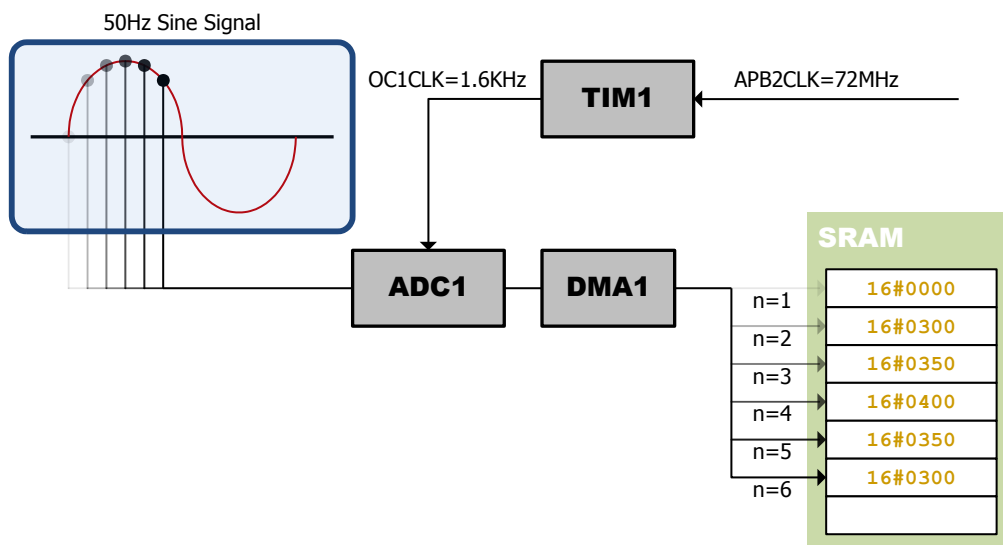 50Hz Sine Signal
OC1CLK=1.6KHz
TIM1
APB2CLK=72MHz
SRAM
ADC1
DMA1
n=1
16#0000
n=2
16#0300
n=3
16#0350
n=4
16#0400
n=5
16#0350
n=6
16#0300